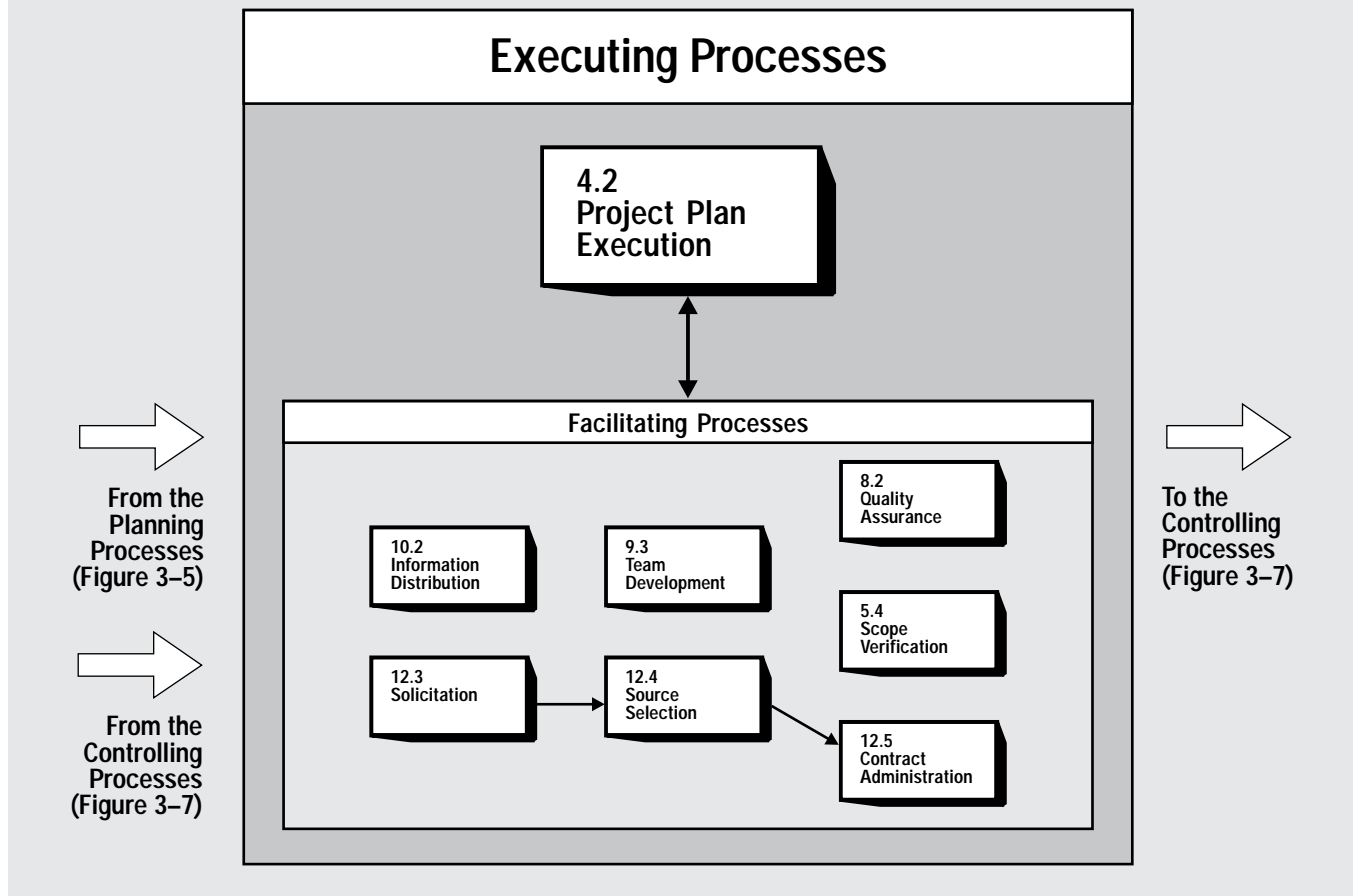 Executing Processes
4.2
Project Plan
Execution
Facilitating Processes
8.2
Quality
Assurance
10.2
Information
Distribution
9.3
Team
Development
5.4
Scope
Verification
12.3
Solicitation
12.4
Source
Selection
12.5
Contract
Administration
From the
Planning
Processes
(Figure 3–5)
From the
Controlling
Processes
(Figure 3–7)
To the
Controlling
Processes
(Figure 3–7)